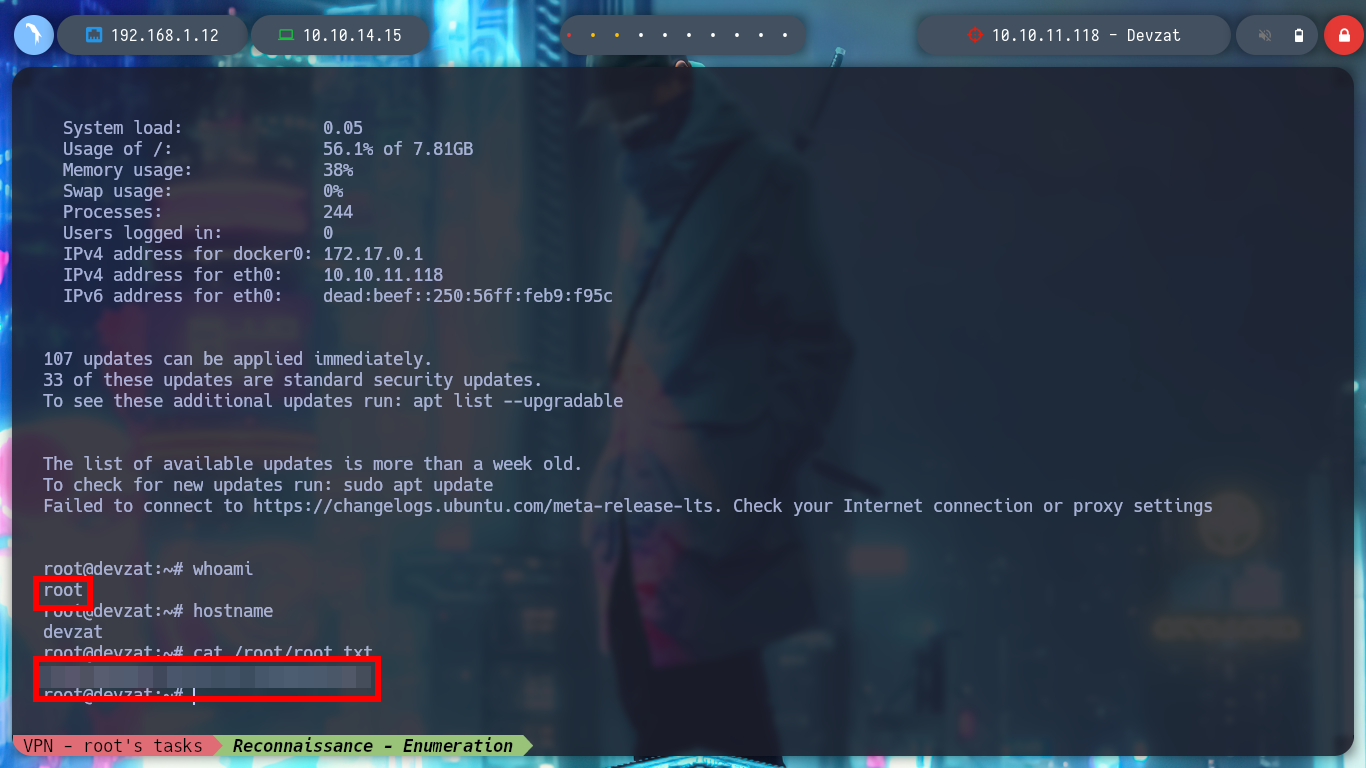 192.168.1.12 10.10.14.15 10.10.11.118 - Devzat
System load: 0.05
Usage of /: 56.1% of 7.81GB
Memory usage: 38%
Swap usage: 0%
Processes: 244
Users logged in: 0
IPv4 address for docker0: 172.17.0.1
IPv4 address for eth0: 10.10.11.118
IPv6 address for eth0: dead:beef::250:56ff:feb9:f95c
107 updates can be applied immediately.
33 of these updates are standard security updates.
To see these additional updates run: apt list --upgradable
The list of available updates is more than a week old.
To check for new updates run: sudo apt update
Failed to connect to https://changelogs.ubuntu.com/meta-release-lts. Check your Internet connection or proxy settings
root@devzat:~# whoami
root
root@devzat:~# hostname
devzat
root@devzat:~# cat /root/root.txt
root@devzat:~#
VPN - root's tasks Reconnaissance - Enumeration